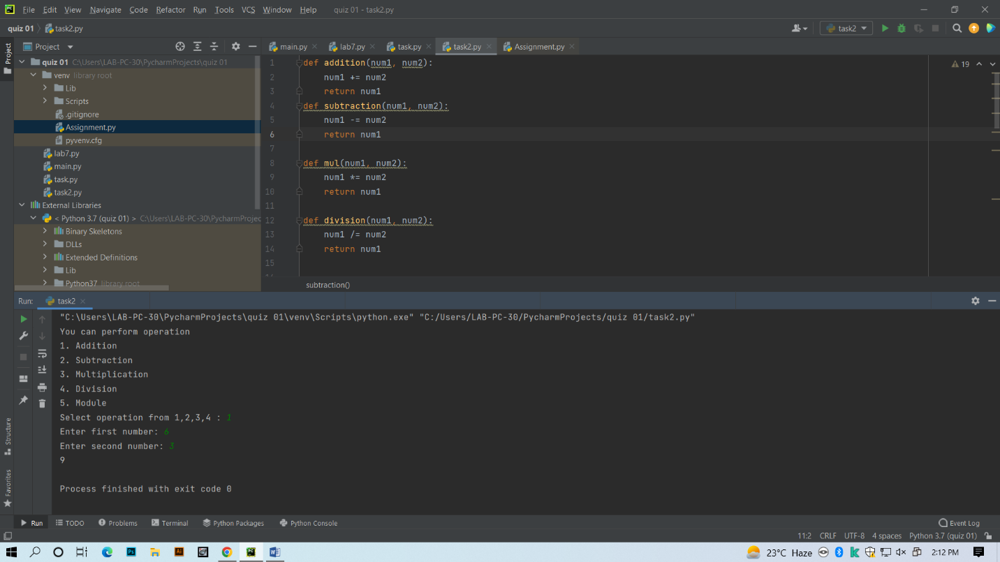 File Edit View Navigate Code Refactor Run Tools VCS Window Help quiz 01 - task2.py
quiz 01 task2.py
task2
Project
Project
main.py
lab7.py
task.py
task2.py
Assignment.py
quiz 01 C:\Users\LAB-PC-30\PycharmProjects\quiz 01
venv library root
Lib
Scripts
.gitignore
Assignment.py
pyvenv.cfg
lab7.py
main.py
task.py
task2.py
External Libraries
< Python 3.7 (quiz 01) > C:\Users\LAB-PC-30\PycharmProjec
Binary Skeletons
DLLs
Extended Definitions
Lib
Python37 library root
19
1 def addition(num1, num2):
2 num1 += num2
3 return num1
4 def subtraction(num1, num2):
5 num1 -= num2
6 return num1
7
8 def mul(num1, num2):
9 num1 *= num2
10 return num1
11
12 def division(num1, num2):
13 num1 /= num2
14 return num1
15
subtraction()
Run: task2
"C:\Users\LAB-PC-30\PycharmProjects\quiz 01\venv\Scripts\python.exe" "C:/Users/LAB-PC-30/PycharmProjects/quiz 01/task2.py"
You can perform operation
1. Addition
2. Subtraction
3. Multiplication
4. Division
5. Module
Select operation from 1,2,3,4 : 1
Enter first number: 6
Enter second number: 3
9
Process finished with exit code 0
Structure
Favorites
Run TODO Problems Terminal Python Packages Python Console Event Log
11:2 CRLF UTF-8 4 spaces Python 3.7 (quiz 01)
23°C Haze 2:12 PM